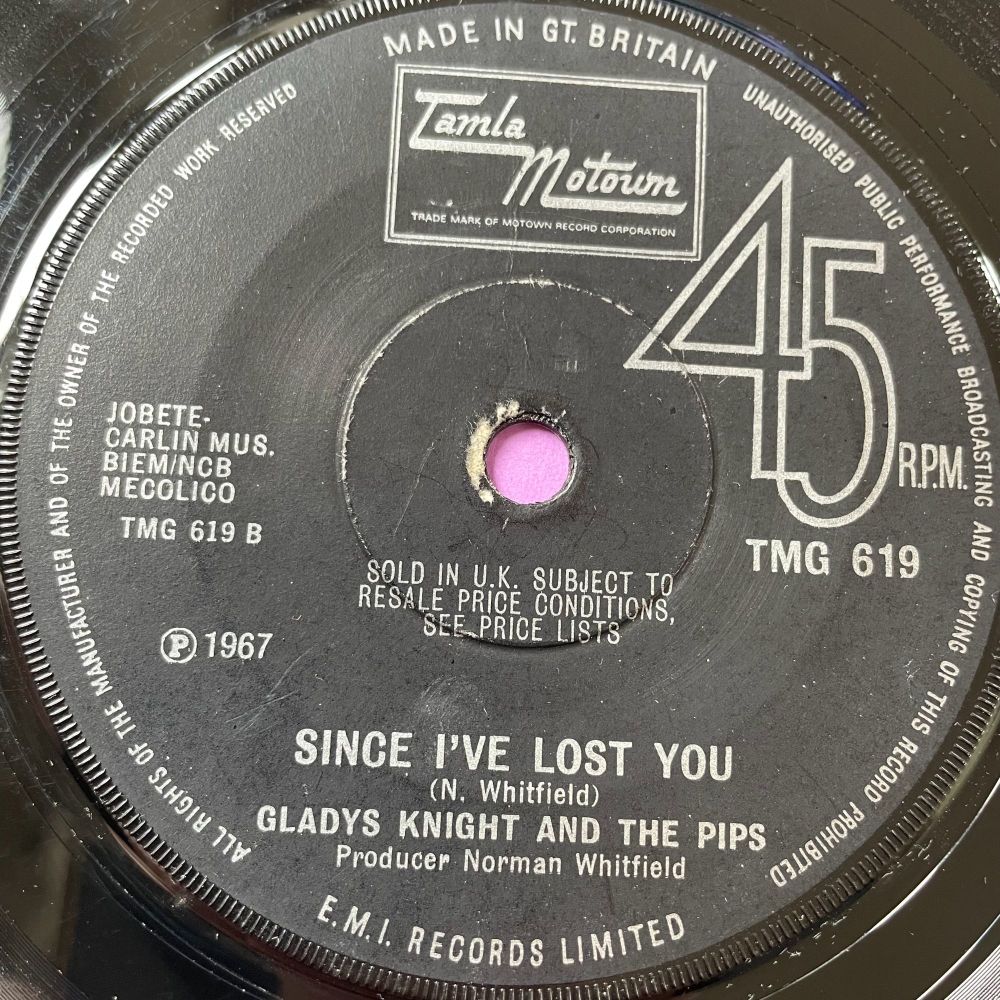 MADE IN GT. BRITAIN
Tamla
Motown
TRADE MARK OF MOTOWN RECORD CORPORATION
45
R.P.M.
TMG 619
JOBETE-
CARLIN MUS.
BIEM/NCB
MECOLICO
TMG 619 B
SOLD IN U.K. SUBJECT TO
RESALE PRICE CONDITIONS,
SEE PRICE LISTS
Ⓟ 1967
SINCE I'VE LOST YOU
(N. Whitfield)
GLADYS KNIGHT AND THE PIPS
Producer Norman Whitfield
E.M.I. RECORDS LIMITED
ALL RIGHTS OF THE MANUFACTURER AND OF THE OWNER OF THE RECORDED WORK RESERVED
UNAUTHORISED PUBLIC PERFORMANCE BROADCASTING AND COPYING OF THIS RECORD PROHIBITED